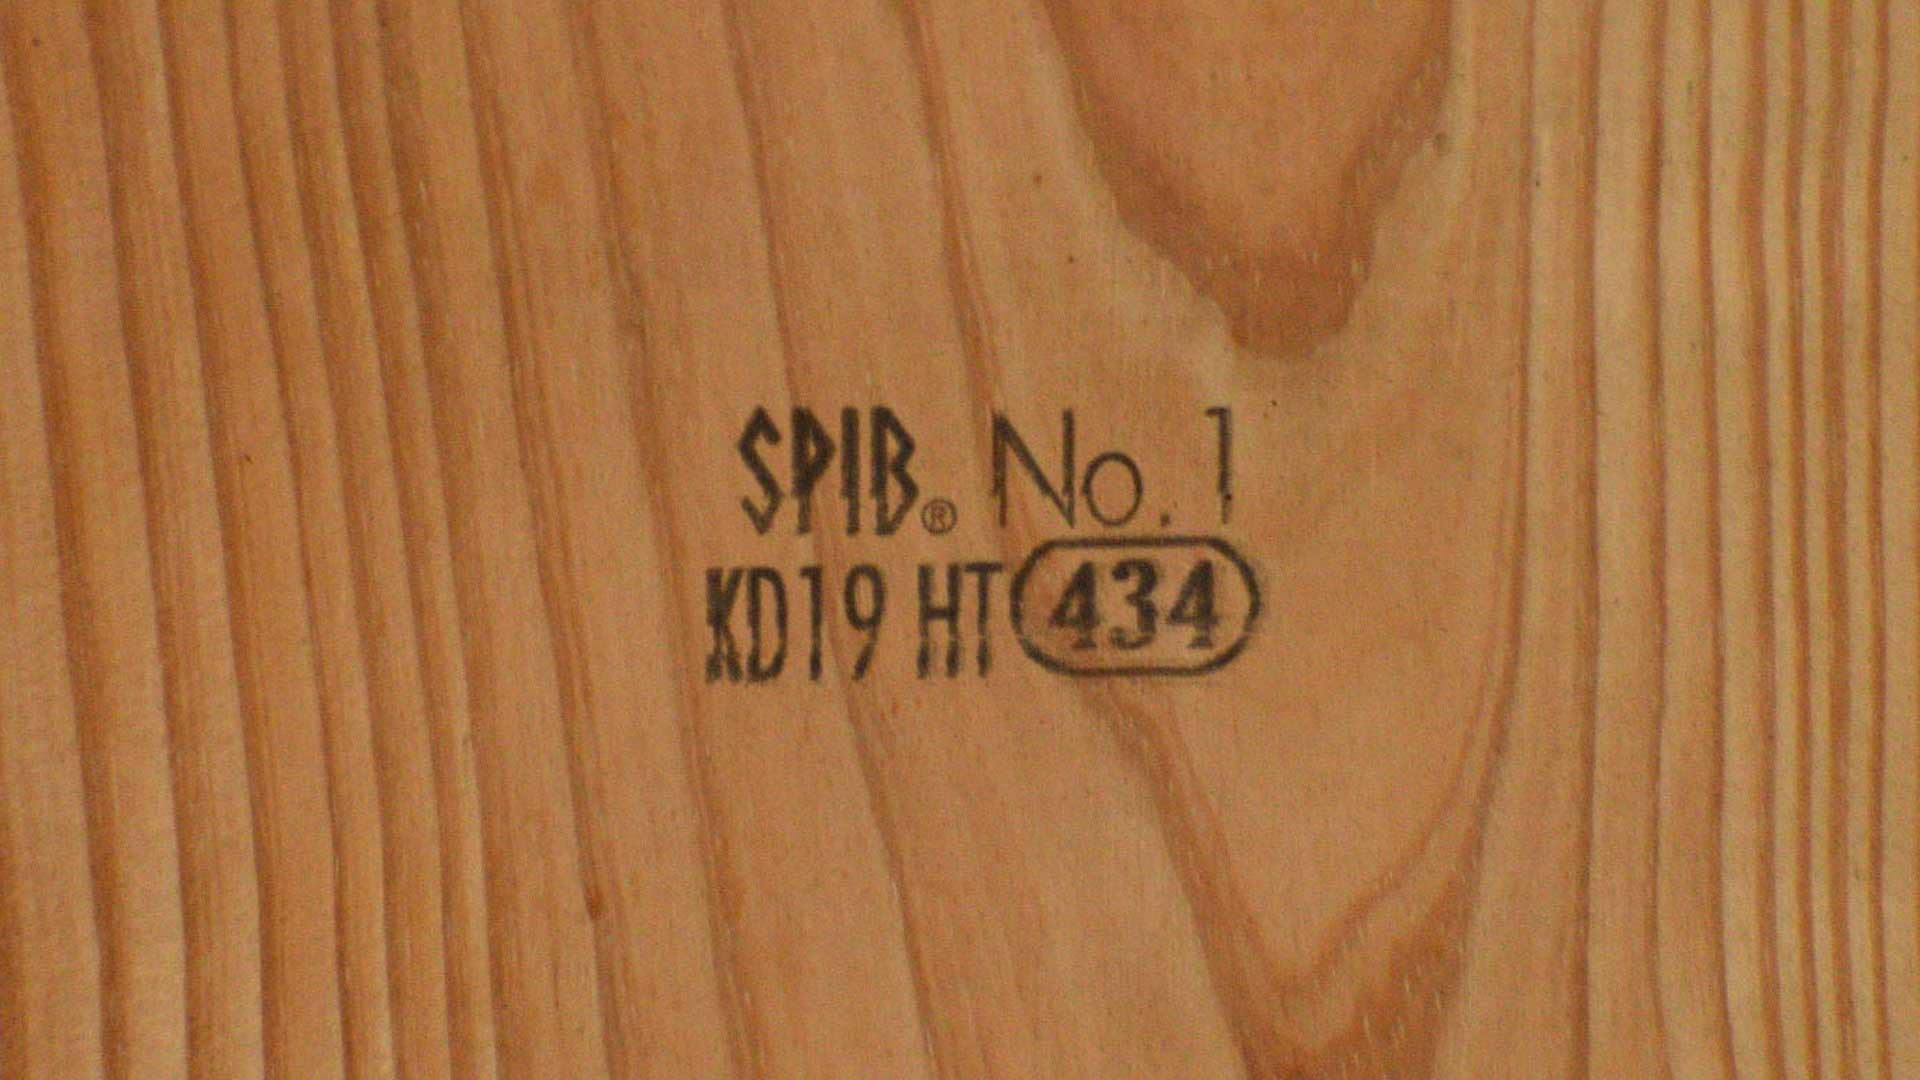 SPIB® No. 1
KD19 HT 434